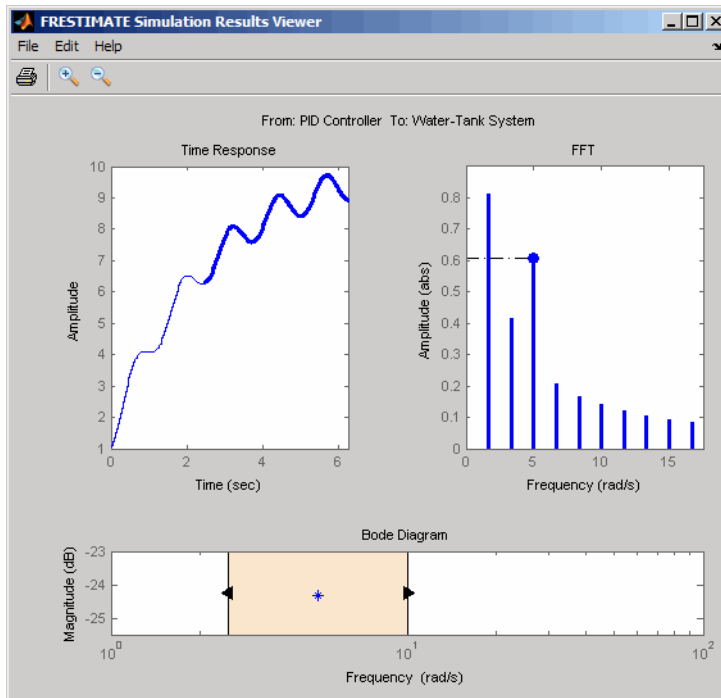 FRESTIMATE Simulation Results Viewer
File Edit Help
From: PID Controller To: Water-Tank System
Time Response
10
9
8
7
6
5
4
3
2
1
0 2 4 6
Amplitude
Time (sec)
FFT
0.8
0.7
0.6
0.5
0.4
0.3
0.2
0.1
0
0 5 10 15
Amplitude (abs)
Frequency (rad/s)
Bode Diagram
-23
-24
-25
10^0 10^1 10^2
Magnitude (dB)
Frequency (rad/s)